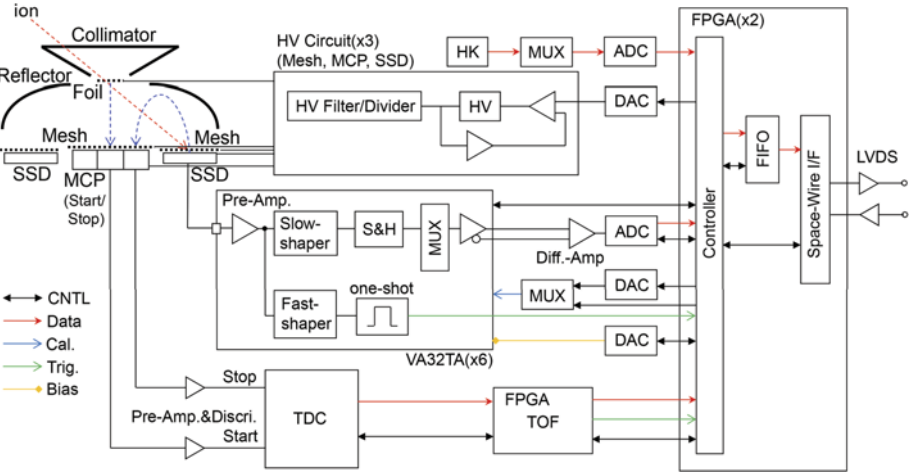 ion
Collimator
Reflector
Foil
Mesh
Mesh
SSD
MCP
(Start/
Stop)
SSD
HV Circuit(x3)
(Mesh, MCP, SSD)
HV Filter/Divider
HV
HK
MUX
ADC
DAC
FPGA(x2)
Controller
FIFO
Space-Wire I/F
LVDS
Pre-Amp.
Slow-
shaper
S&H
MUX
Diff.-Amp
ADC
Fast-
shaper
one-shot
MUX
DAC
DAC
VA32TA(x6)
CNTL
Data
Cal.
Trig.
Bias
Stop
Pre-Amp.&Discri.
Start
TDC
FPGA
TOF